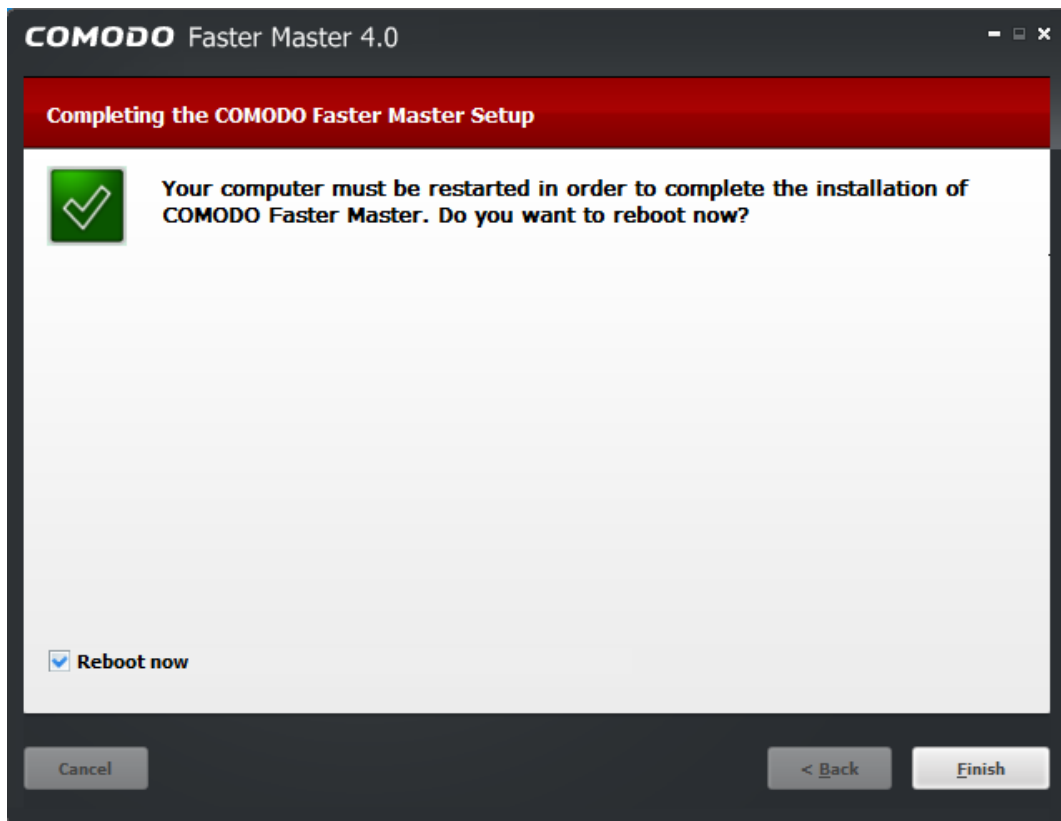 COMODO Faster Master 4.0
Completing the COMODO Faster Master Setup
Your computer must be restarted in order to complete the installation of
COMODO Faster Master. Do you want to reboot now?
Reboot now
Cancel
< Back
Finish